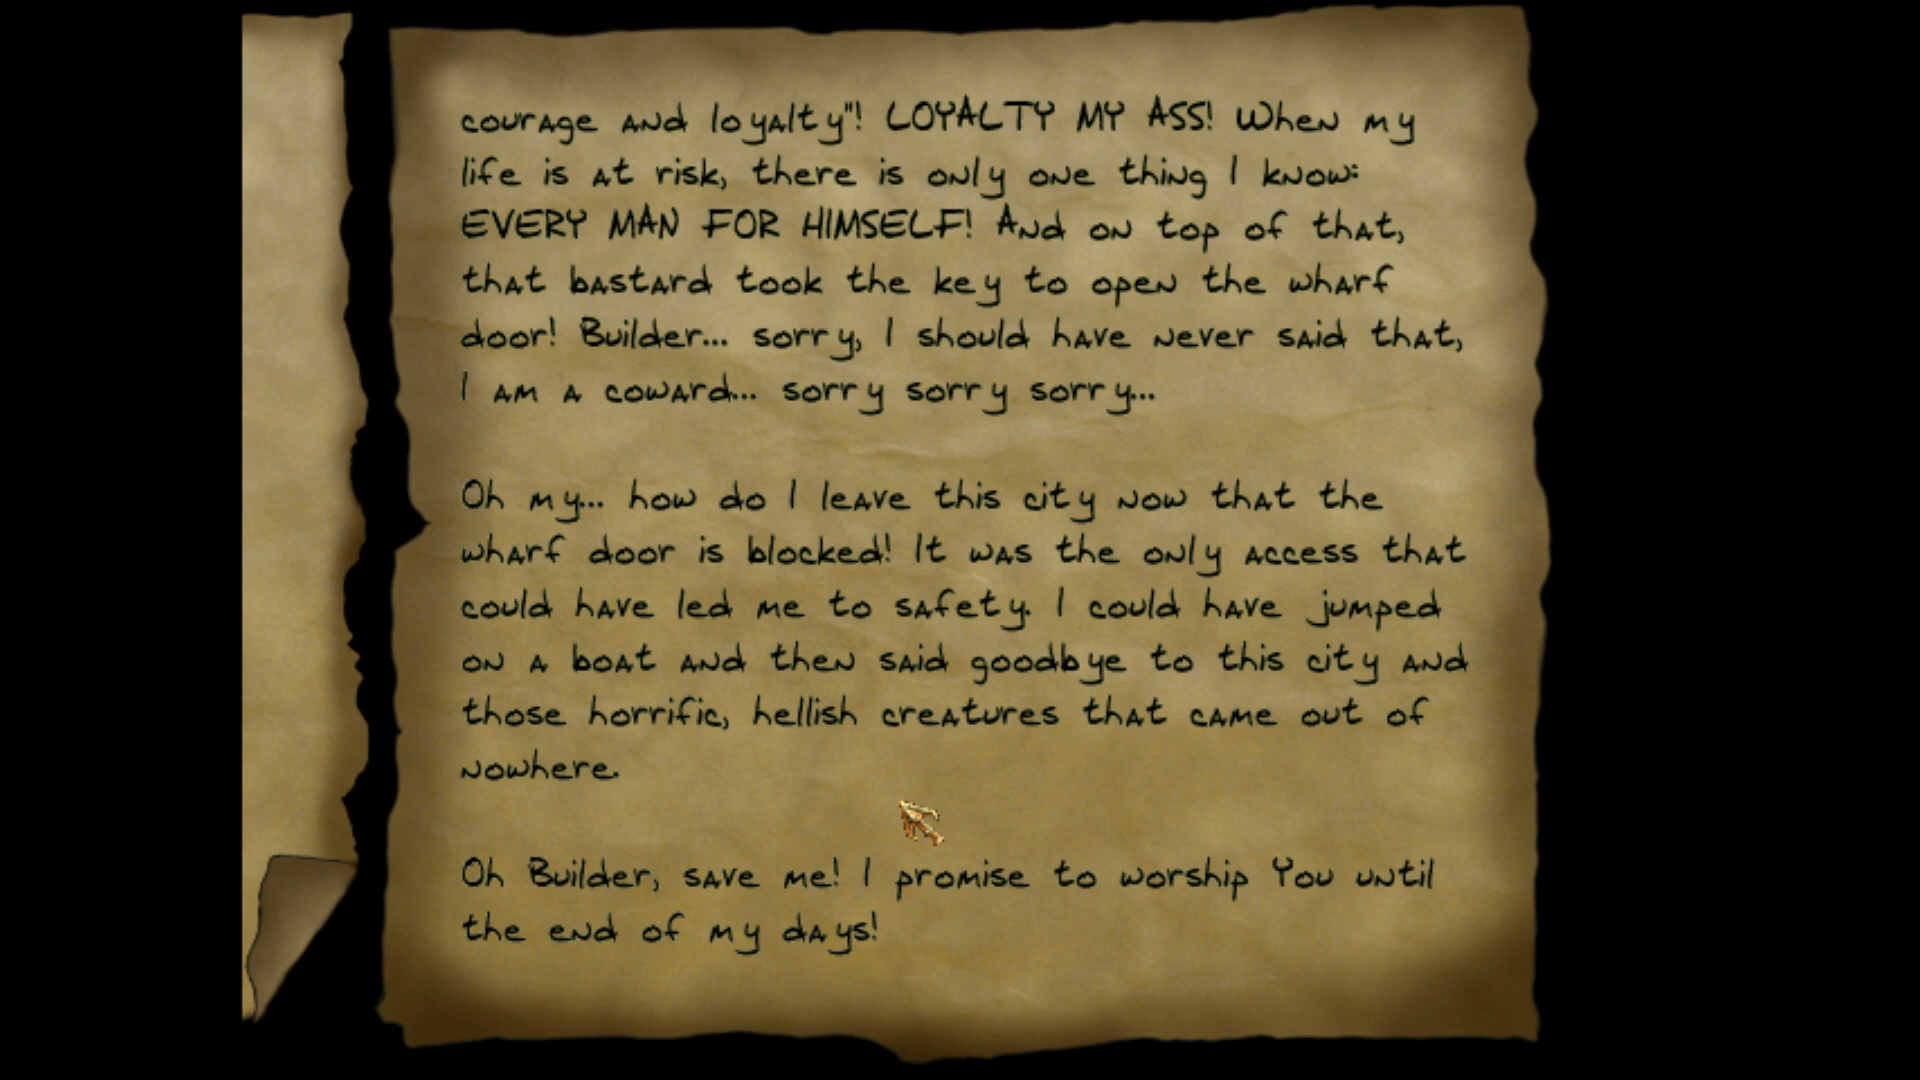 courage and loyalty"! LOYALTY MY ASS! When my
life is at risk, there is only one thing I know:
EVERY MAN FOR HIMSELF! And on top of that,
that bastard took the key to open the wharf
door! Builder... sorry, I should have never said that,
I am a coward... sorry sorry sorry...
Oh my... how do I leave this city now that the
wharf door is blocked! It was the only access that
could have led me to safety. I could have jumped
on a boat and then said goodbye to this city and
those horrific, hellish creatures that came out of
nowhere.
Oh Builder, save me! I promise to worship You until
the end of my days!